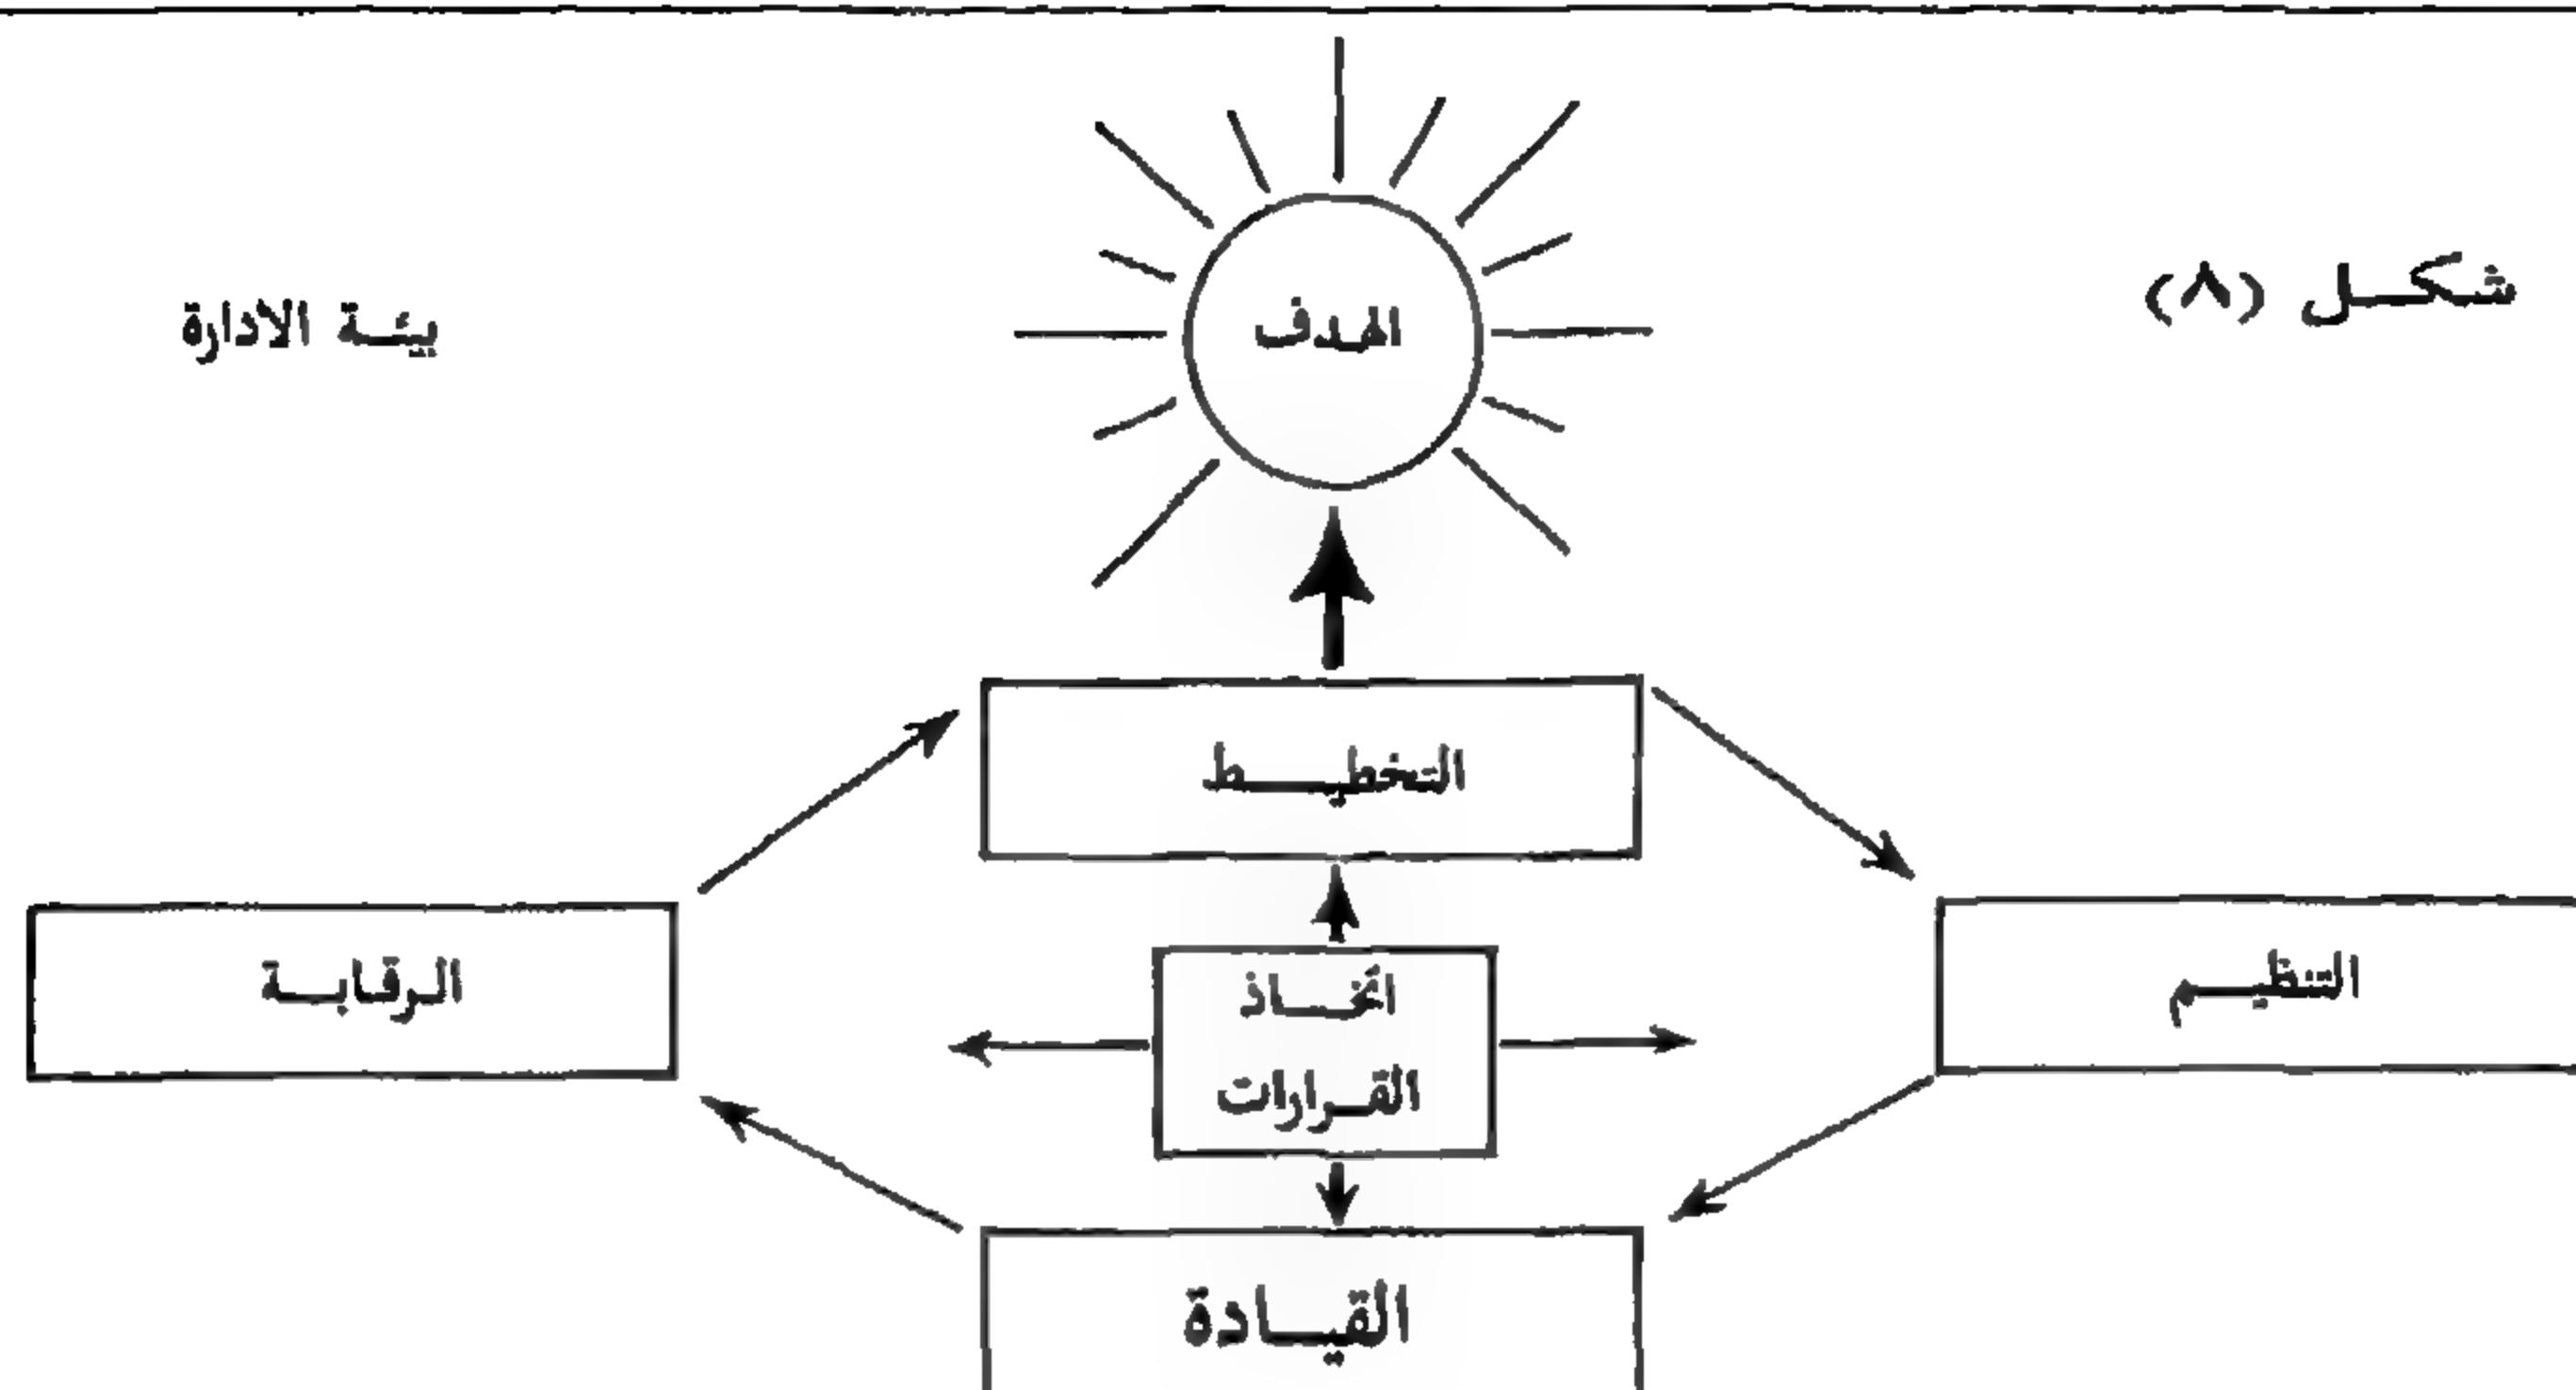 شكل (٨)
الهدف
بيئة الادارة
التخطيط
التنظيم
اتخاذ
القرارات
الرقابة
القيادة